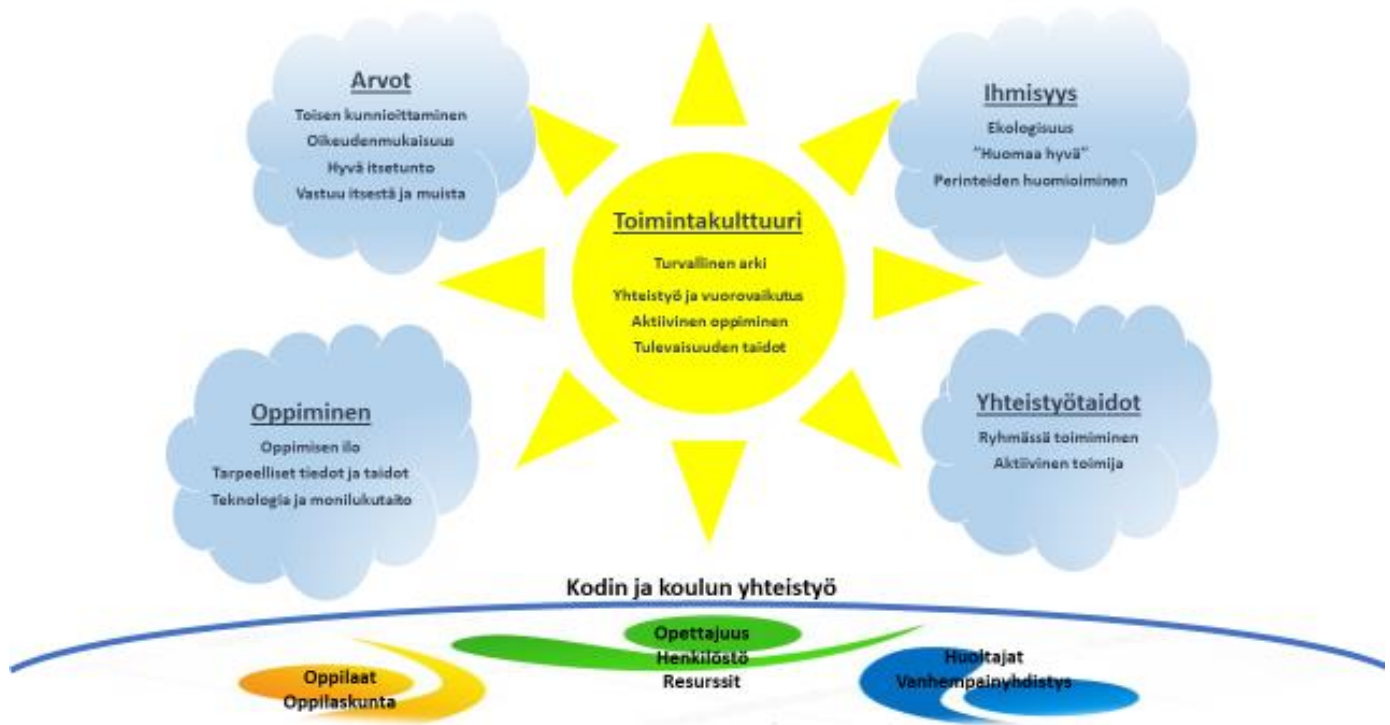 Arvot
Toisen kunnioittaminen
Oikeudenmukaisuus
Hyvä itsetunto
Vastuu itsestä ja muista
Ihmisyys
Ekologisuus
"Huomaa hyvä"
Perinteiden huomioiminen
Toimintakulttuuri
Turvallinen arki
Yhteistyö ja vuorovaikutus
Aktiivinen oppiminen
Tulevaisuuden taidot
Oppiminen
Oppimisen ilo
Tarpeelliset tiedot ja taidot
Teknologia ja monilukutaito
Yhteistyötaidot
Ryhmässä toimiminen
Aktiivinen toimija
Kodin ja koulun yhteistyö
Oppilaat
Oppilaskunta
Opettajuus
Henkilöstö
Resurssit
Huoltajat
Vanhempainyhdistys